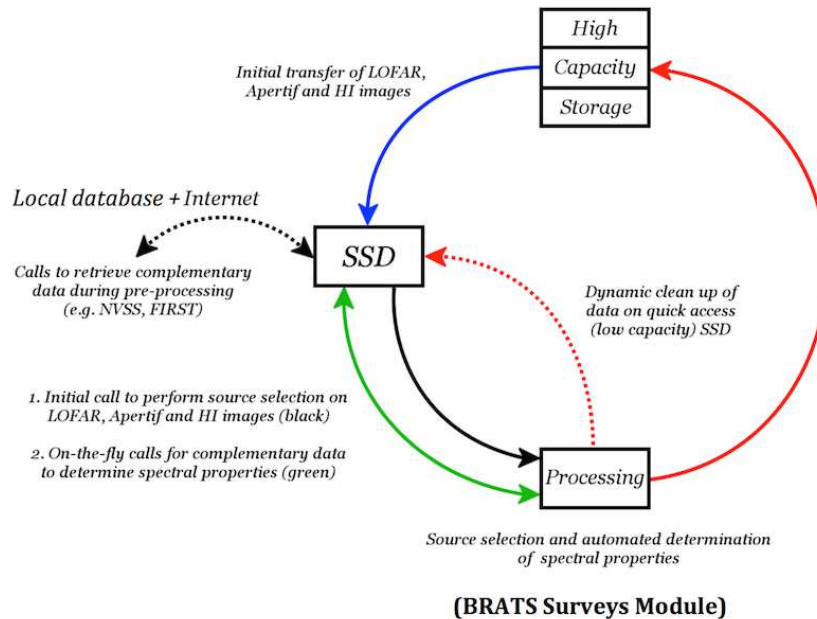 High
Capacity
Storage
Initial transfer of LOFAR,
Apertif and HI images
Local database + Internet
SSD
Calls to retrieve complementary
data during pre-processing
(e.g. NVSS, FIRST)
Dynamic clean up of
data on quick access
(low capacity) SSD
1. Initial call to perform source selection on
LOFAR, Apertif and HI images (black)
2. On-the-fly calls for complementary data
to determine spectral properties (green)
Processing
Source selection and automated determination
of spectral properties
(BRATS Surveys Module)